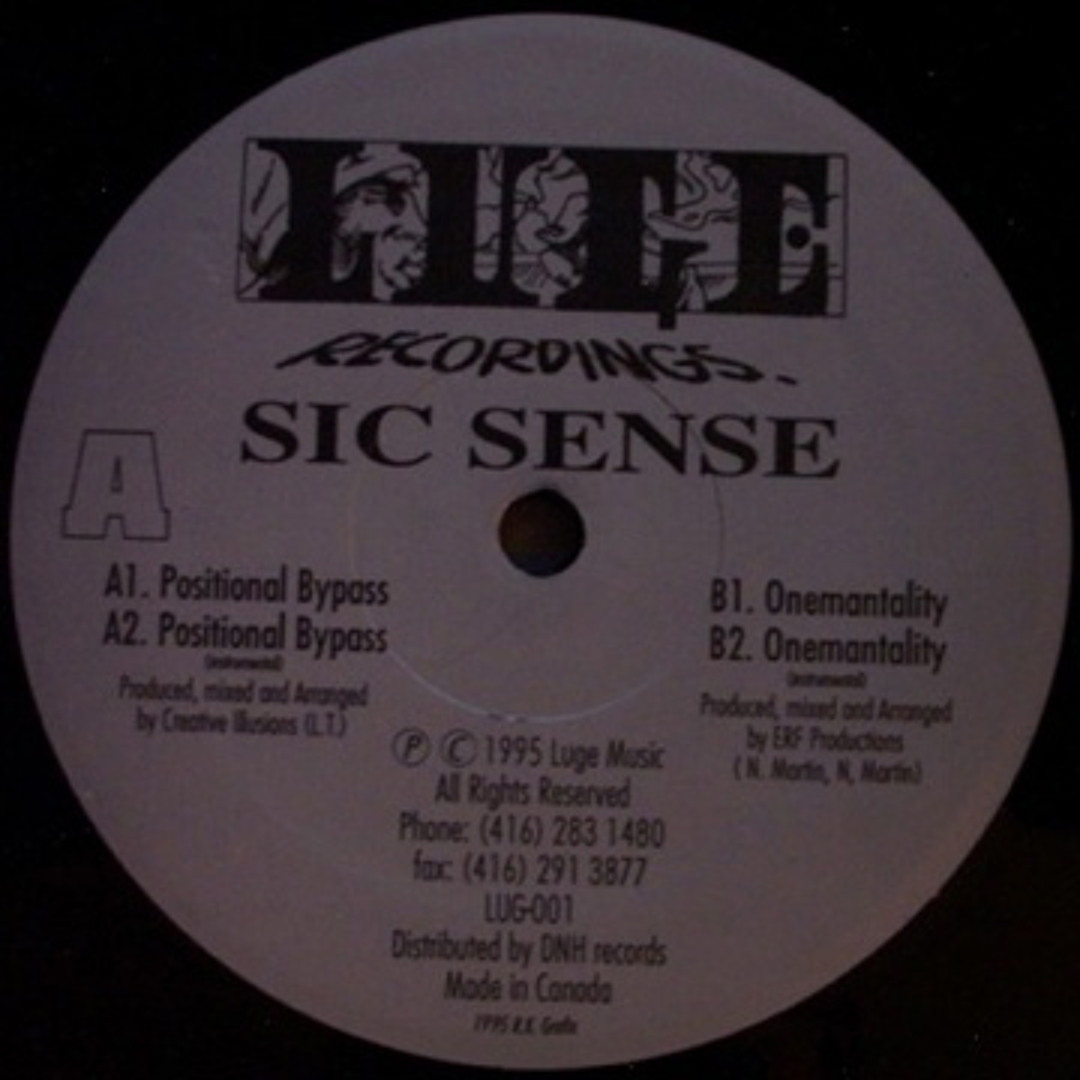 LUGE
RECORDINGS.
SIC SENSE
A
A1. Positional Bypass
A2. Positional Bypass
(instrumental)
Produced, mixed and Arranged
by Creative Illusions (L.T.)
B1. Onemantality
B2. Onemantality
(instrumental)
Produced, mixed and Arranged
by ERF Productions
( N. Martin, N, Martin)
Ⓟ © 1995 Luge Music
All Rights Reserved
Phone: (416) 283 1480
fax: (416) 291 3877
LUG-001
Distributed by DNH records
Made in Canada
1995 R.K. Grafix